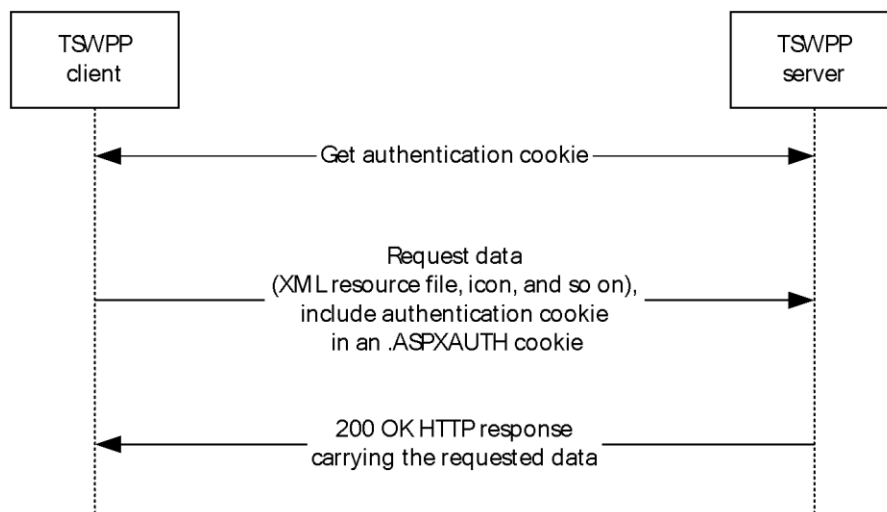 TSWPP
client
TSWPP
server
Get authentication cookie
Request data
(XML resource file, icon, and so on),
include authentication cookie
in an .ASPXAUTH cookie
200 OK HTTP response
carrying the requested data